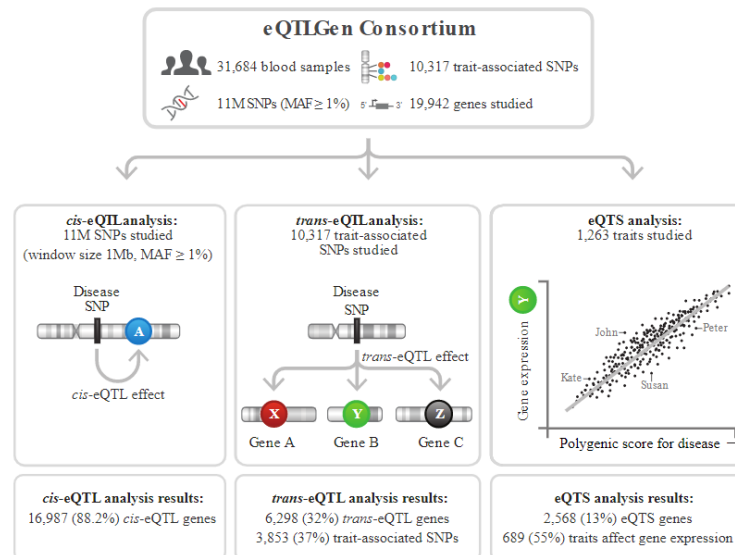 eQTLGen Consortium
31,684 blood samples
10,317 trait-associated SNPs
11M SNPs (MAF ≥ 1%)
5' 3'
19,942 genes studied
cis-eQTL analysis:
11M SNPs studied
(window size 1Mb, MAF ≥ 1%)
Disease
SNP
A
cis-eQTL effect
trans-eQTL analysis:
10,317 trait-associated
SNPs studied
Disease
SNP
trans-eQTL effect
X
Y
Z
Gene A
Gene B
Gene C
eQTS analysis:
1,263 traits studied
Y
Gene expression
John
Peter
Kate
Susan
Polygenic score for disease
cis-eQTL analysis results:
16,987 (88.2%) cis-eQTL genes
trans-eQTL analysis results:
6,298 (32%) trans-eQTL genes
3,853 (37%) trait-associated SNPs
eQTS analysis results:
2,568 (13%) eQTS genes
689 (55%) traits affect gene expression